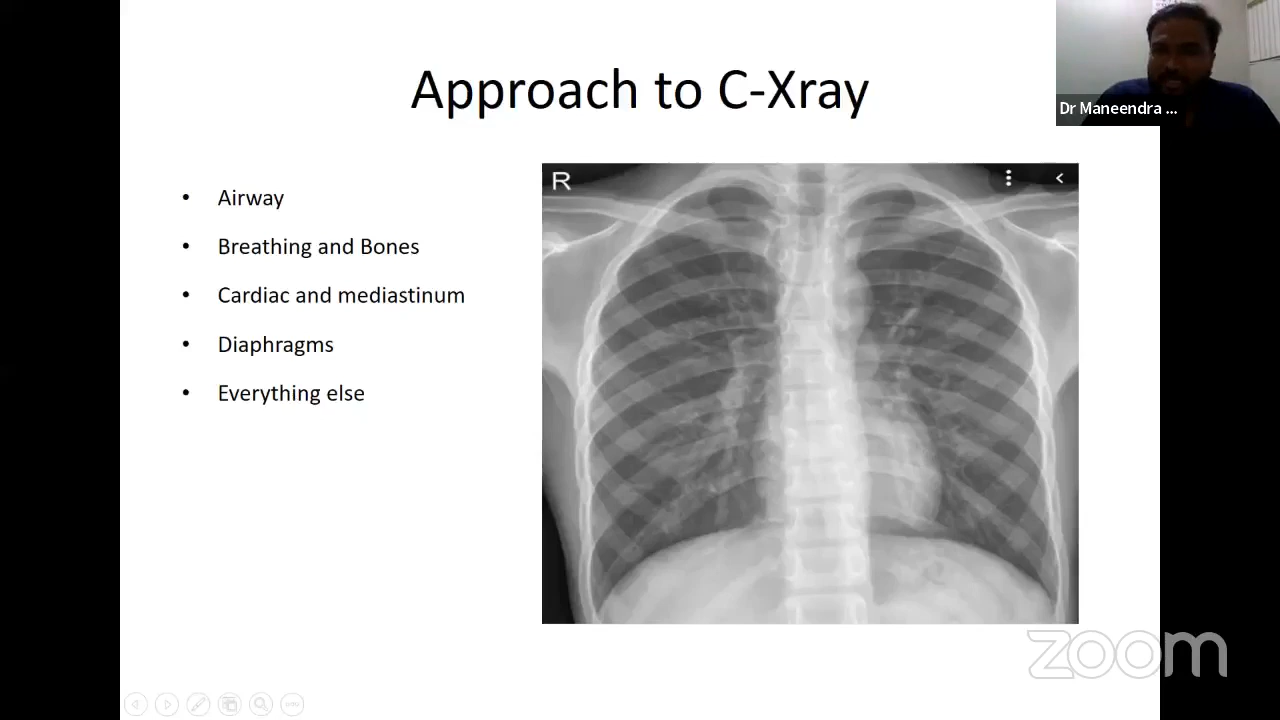 Approach to C-Xray
Dr Maneendra ...
• Airway
• Breathing and Bones
• Cardiac and mediastinum
• Diaphragms
• Everything else
R
zoom